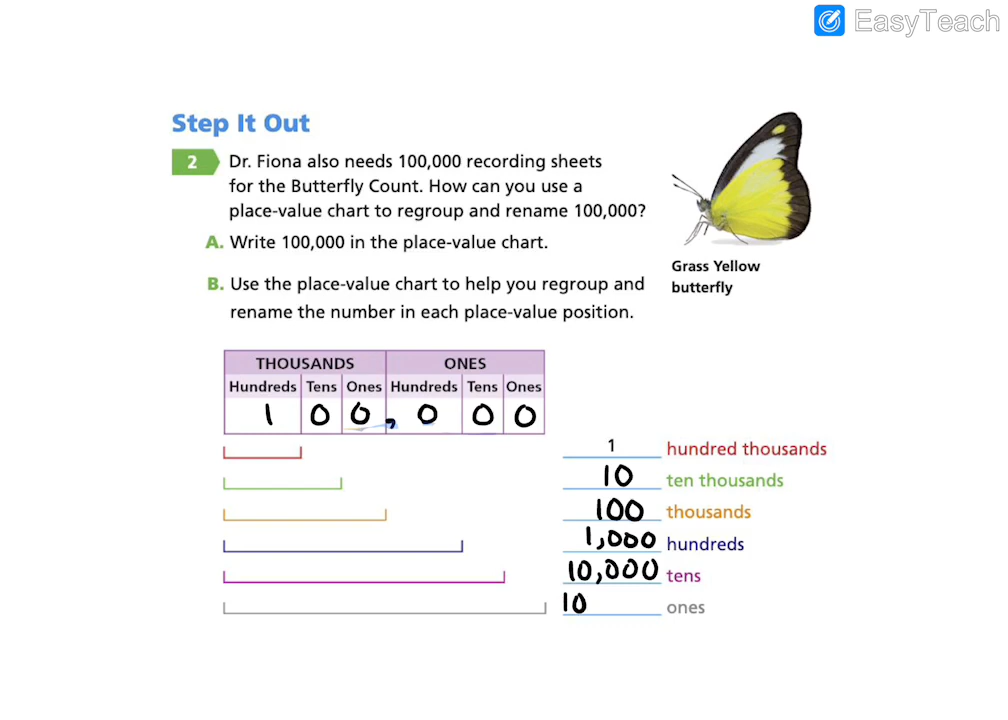 EasyTeach
Step It Out
2 Dr. Fiona also needs 100,000 recording sheets
for the Butterfly Count. How can you use a
place-value chart to regroup and rename 100,000?
A. Write 100,000 in the place-value chart.
B. Use the place-value chart to help you regroup and
rename the number in each place-value position.
Grass Yellow
butterfly
THOUSANDS ONES
Hundreds Tens Ones Hundreds Tens Ones
1 0 0 , 0 0 0
1 hundred thousands
10 ten thousands
100 thousands
1,000 hundreds
10,000 tens
10 ones